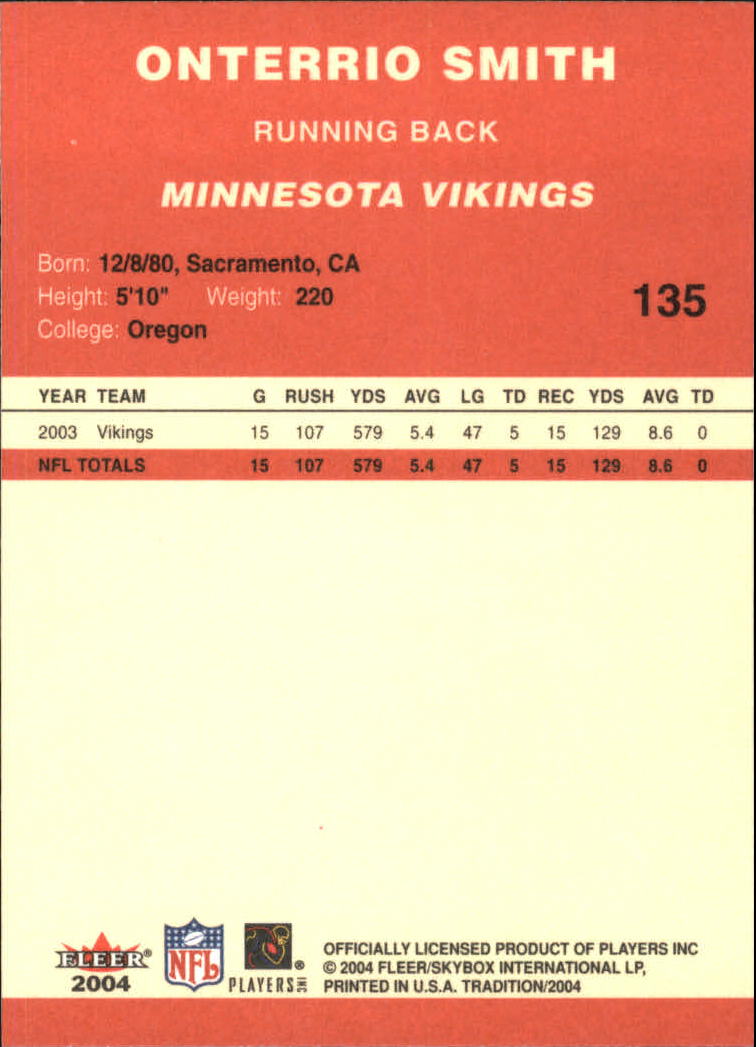 ONTERRIO SMITH
RUNNING BACK
MINNESOTA VIKINGS
Born: 12/8/80, Sacramento, CA
Height: 5'10" Weight: 220
135
College: Oregon
YEAR TEAM G RUSH YDS AVG LG TD REC YDS AVG TD
2003 Vikings 15 107 579 5.4 47 5 15 129 8.6 0
NFL TOTALS 15 107 579 5.4 47 5 15 129 8.6 0
FLEER®
2004
NFL
PLAYERS INC ®
OFFICIALLY LICENSED PRODUCT OF PLAYERS INC
© 2004 FLEER/SKYBOX INTERNATIONAL LP,
PRINTED IN U.S.A. TRADITION/2004